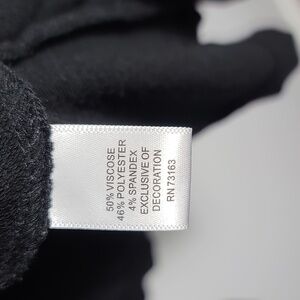 50% VISCOSE
46% POLYESTER
4% SPANDEX
EXCLUSIVE OF
DECORATION
RN 73163